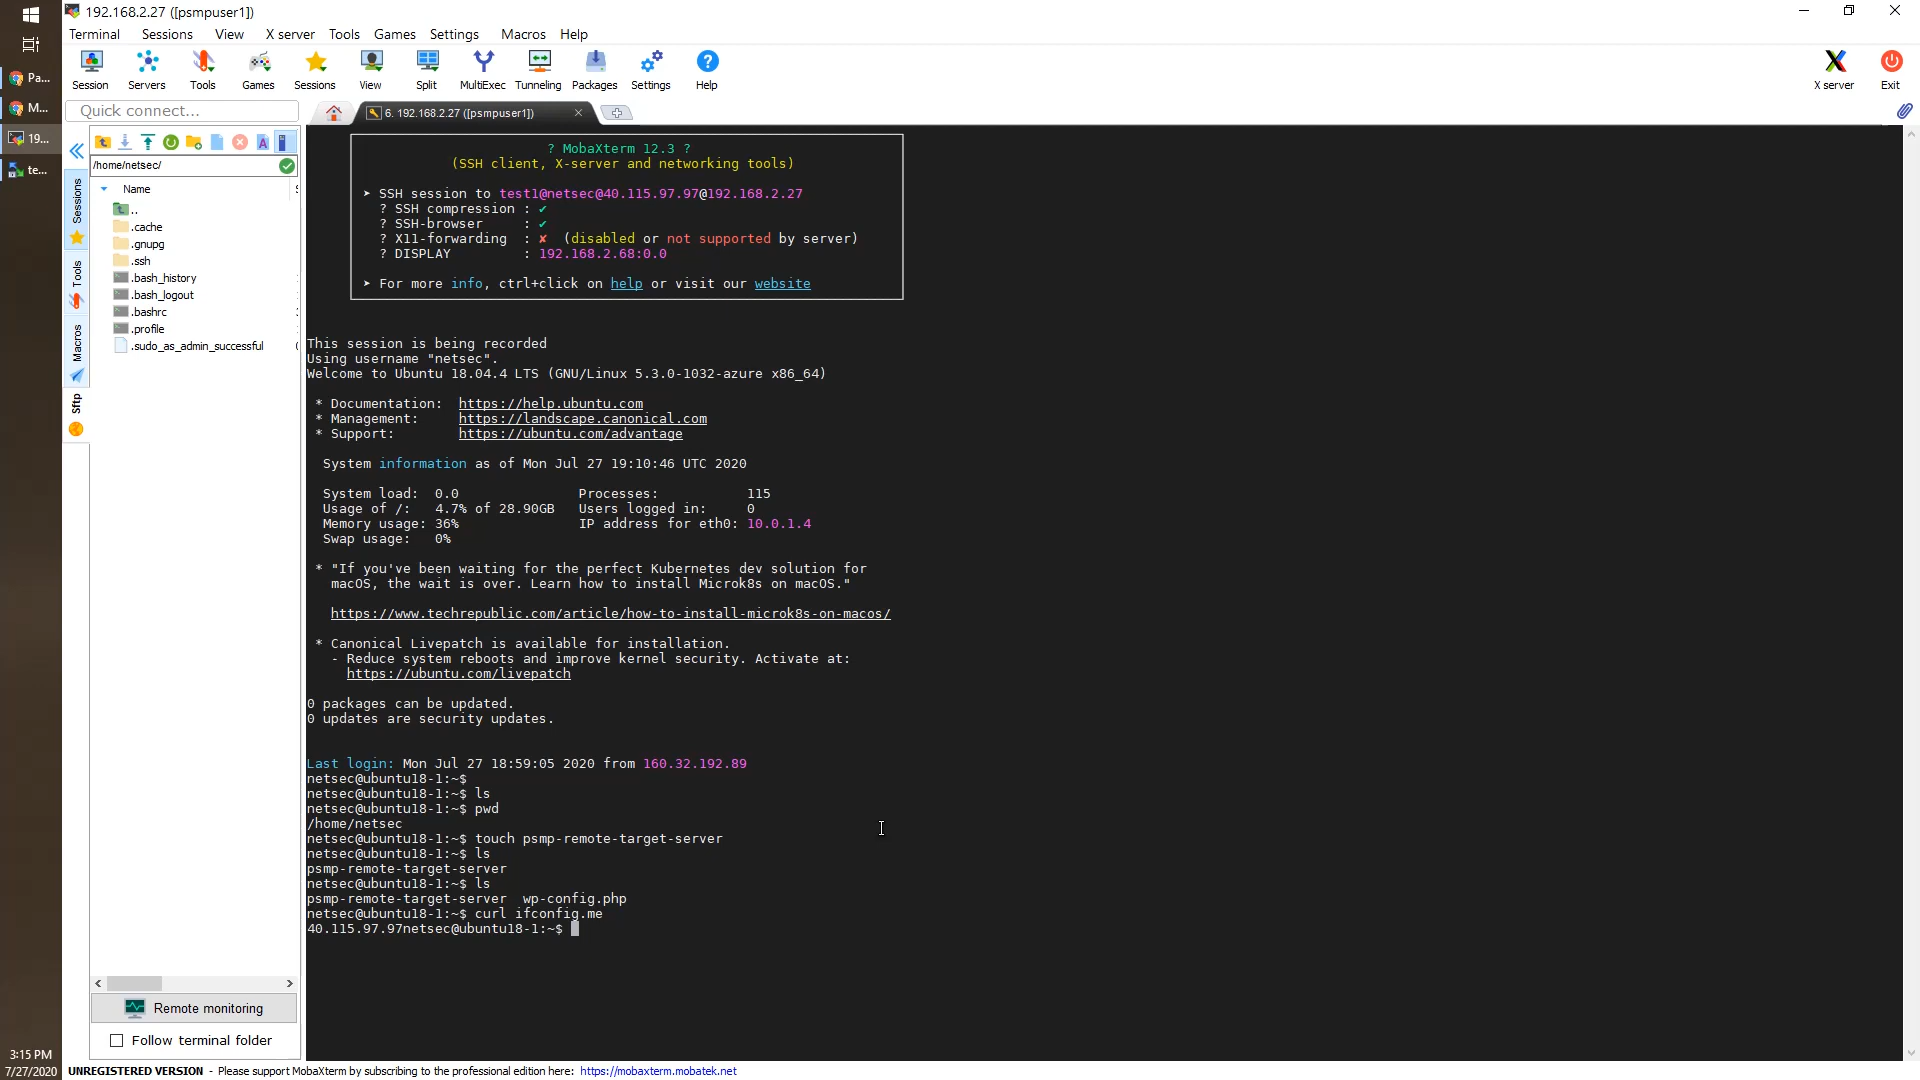 192.168.2.27 ([psmpuser1])
Terminal Sessions View X server Tools Games Settings Macros Help
Session Servers Tools Games Sessions View Split MultiExec Tunneling Packages Settings Help X server Exit
Quick connect...
6. 192.168.2.27 ([psmpuser1])
Pa...
M...
19...
te...
/home/netsec/
Name
..
.cache
.gnupg
.ssh
.bash_history
.bash_logout
.bashrc
.profile
.sudo_as_admin_successful
Sessions
Tools
Macros
Sftp
Remote monitoring
Follow terminal folder
? MobaXterm 12.3 ?
(SSH client, X-server and networking tools)
➤ SSH session to test1@netsec@40.115.97.97@192.168.2.27
? SSH compression : ✔
? SSH-browser : ✔
? X11-forwarding : ✘ (disabled or not supported by server)
? DISPLAY : 192.168.2.68:0.0
➤ For more info, ctrl+click on help or visit our website
This session is being recorded
Using username "netsec".
Welcome to Ubuntu 18.04.4 LTS (GNU/Linux 5.3.0-1032-azure x86_64)
* Documentation: https://help.ubuntu.com
* Management: https://landscape.canonical.com
* Support: https://ubuntu.com/advantage
System information as of Mon Jul 27 19:10:46 UTC 2020
System load: 0.0 Processes: 115
Usage of /: 4.7% of 28.90GB Users logged in: 0
Memory usage: 36% IP address for eth0: 10.0.1.4
Swap usage: 0%
* "If you've been waiting for the perfect Kubernetes dev solution for
macOS, the wait is over. Learn how to install Microk8s on macOS."
https://www.techrepublic.com/article/how-to-install-microk8s-on-macos/
* Canonical Livepatch is available for installation.
- Reduce system reboots and improve kernel security. Activate at:
https://ubuntu.com/livepatch
0 packages can be updated.
0 updates are security updates.
Last login: Mon Jul 27 18:59:05 2020 from 160.32.192.89
netsec@ubuntu18-1:~$
netsec@ubuntu18-1:~$ ls
netsec@ubuntu18-1:~$ pwd
/home/netsec
netsec@ubuntu18-1:~$ touch psmp-remote-target-server
netsec@ubuntu18-1:~$ ls
psmp-remote-target-server
netsec@ubuntu18-1:~$ ls
psmp-remote-target-server wp-config.php
netsec@ubuntu18-1:~$ curl ifconfig.me
40.115.97.97netsec@ubuntu18-1:~$
3:15 PM
7/27/2020
UNREGISTERED VERSION - Please support MobaXterm by subscribing to the professional edition here: https://mobaxterm.mobatek.net